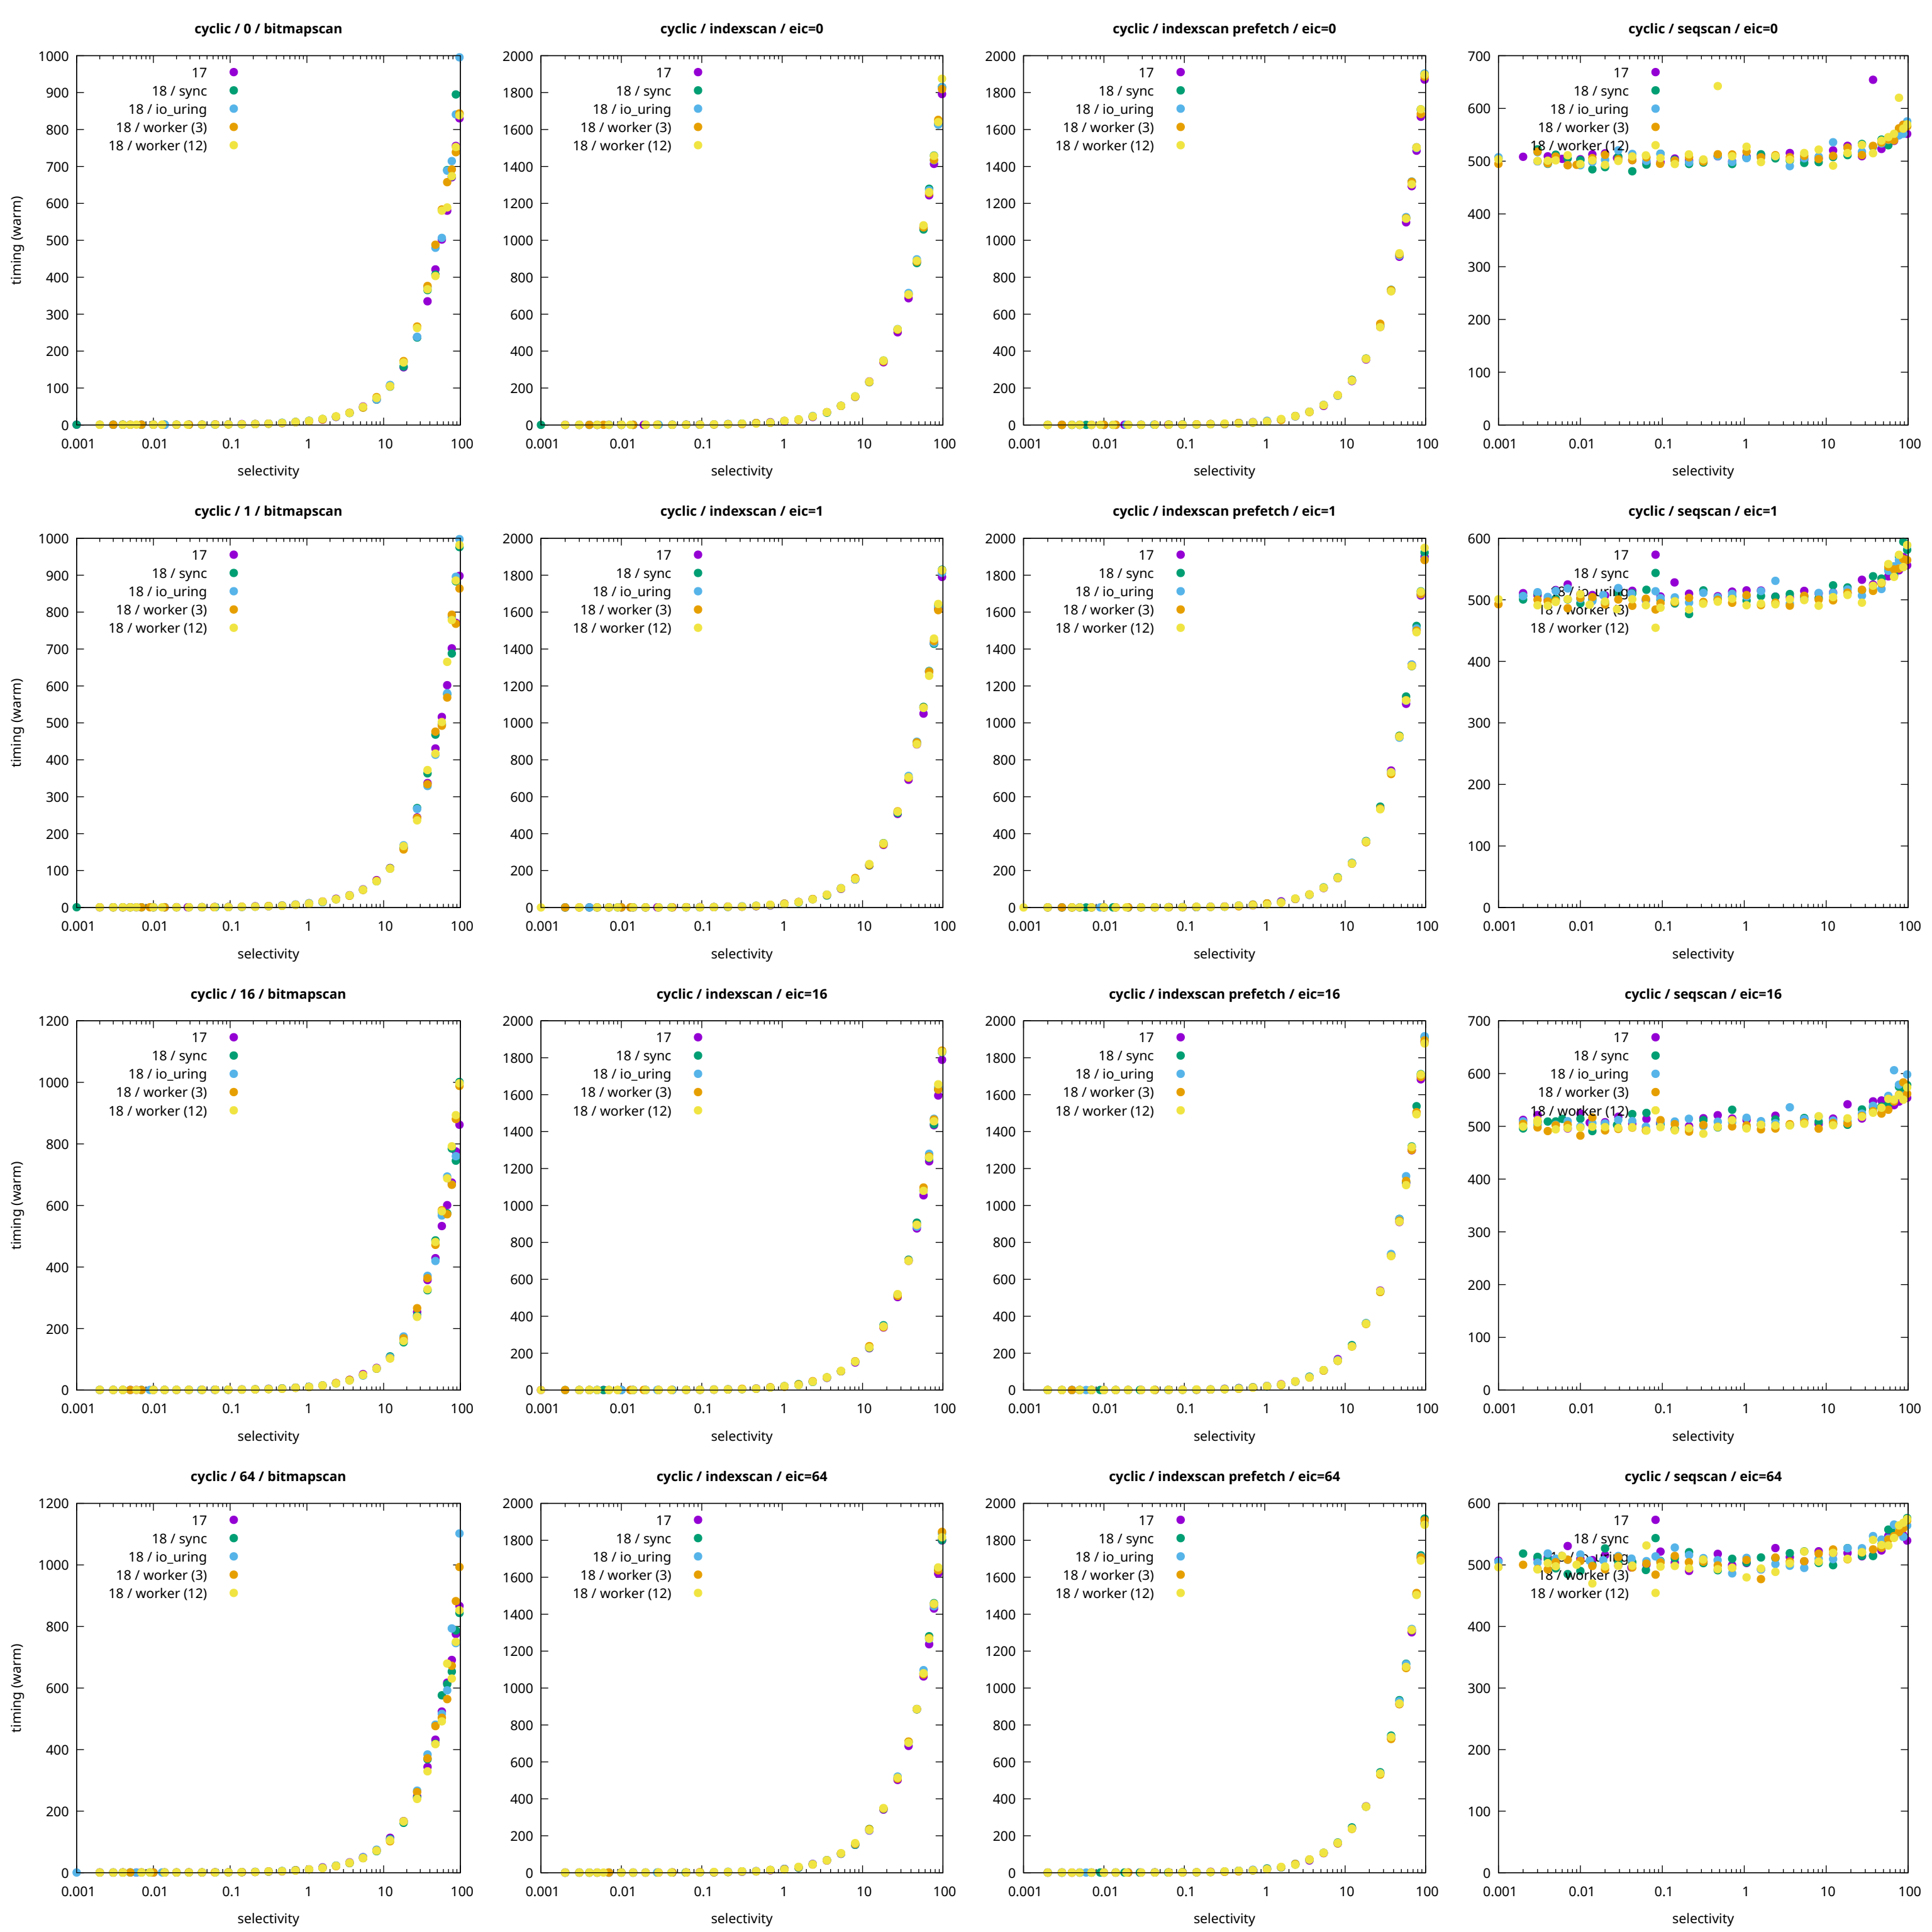 cyclic / 0 / bitmapscan
1000
900
800
700
600
500
400
300
200
100
0
0.001 0.01 0.1 1 10 100
timing (warm)
selectivity
17
18 / sync
18 / io_uring
18 / worker (3)
18 / worker (12)
cyclic / indexscan / eic=0
2000
1800
1600
1400
1200
1000
800
600
400
200
0
0.001 0.01 0.1 1 10 100
selectivity
17
18 / sync
18 / io_uring
18 / worker (3)
18 / worker (12)
cyclic / indexscan prefetch / eic=0
2000
1800
1600
1400
1200
1000
800
600
400
200
0
0.001 0.01 0.1 1 10 100
selectivity
17
18 / sync
18 / io_uring
18 / worker (3)
18 / worker (12)
cyclic / seqscan / eic=0
700
600
500
400
300
200
100
0
0.001 0.01 0.1 1 10 100
selectivity
17
18 / sync
18 / io_uring
18 / worker (3)
18 / worker (12)
cyclic / 1 / bitmapscan
1000
900
800
700
600
500
400
300
200
100
0
0.001 0.01 0.1 1 10 100
timing (warm)
selectivity
17
18 / sync
18 / io_uring
18 / worker (3)
18 / worker (12)
cyclic / indexscan / eic=1
2000
1800
1600
1400
1200
1000
800
600
400
200
0
0.001 0.01 0.1 1 10 100
selectivity
17
18 / sync
18 / io_uring
18 / worker (3)
18 / worker (12)
cyclic / indexscan prefetch / eic=1
2000
1800
1600
1400
1200
1000
800
600
400
200
0
0.001 0.01 0.1 1 10 100
selectivity
17
18 / sync
18 / io_uring
18 / worker (3)
18 / worker (12)
cyclic / seqscan / eic=1
600
500
400
300
200
100
0
0.001 0.01 0.1 1 10 100
selectivity
17
18 / sync
18 / io_uring
18 / worker (3)
18 / worker (12)
cyclic / 16 / bitmapscan
1200
1000
800
600
400
200
0
0.001 0.01 0.1 1 10 100
timing (warm)
selectivity
17
18 / sync
18 / io_uring
18 / worker (3)
18 / worker (12)
cyclic / indexscan / eic=16
2000
1800
1600
1400
1200
1000
800
600
400
200
0
0.001 0.01 0.1 1 10 100
selectivity
17
18 / sync
18 / io_uring
18 / worker (3)
18 / worker (12)
cyclic / indexscan prefetch / eic=16
2000
1800
1600
1400
1200
1000
800
600
400
200
0
0.001 0.01 0.1 1 10 100
selectivity
17
18 / sync
18 / io_uring
18 / worker (3)
18 / worker (12)
cyclic / seqscan / eic=16
700
600
500
400
300
200
100
0
0.001 0.01 0.1 1 10 100
selectivity
17
18 / sync
18 / io_uring
18 / worker (3)
18 / worker (12)
cyclic / 64 / bitmapscan
1200
1000
800
600
400
200
0
0.001 0.01 0.1 1 10 100
timing (warm)
selectivity
17
18 / sync
18 / io_uring
18 / worker (3)
18 / worker (12)
cyclic / indexscan / eic=64
2000
1800
1600
1400
1200
1000
800
600
400
200
0
0.001 0.01 0.1 1 10 100
selectivity
17
18 / sync
18 / io_uring
18 / worker (3)
18 / worker (12)
cyclic / indexscan prefetch / eic=64
2000
1800
1600
1400
1200
1000
800
600
400
200
0
0.001 0.01 0.1 1 10 100
selectivity
17
18 / sync
18 / io_uring
18 / worker (3)
18 / worker (12)
cyclic / seqscan / eic=64
600
500
400
300
200
100
0
0.001 0.01 0.1 1 10 100
selectivity
17
18 / sync
18 / io_uring
18 / worker (3)
18 / worker (12)